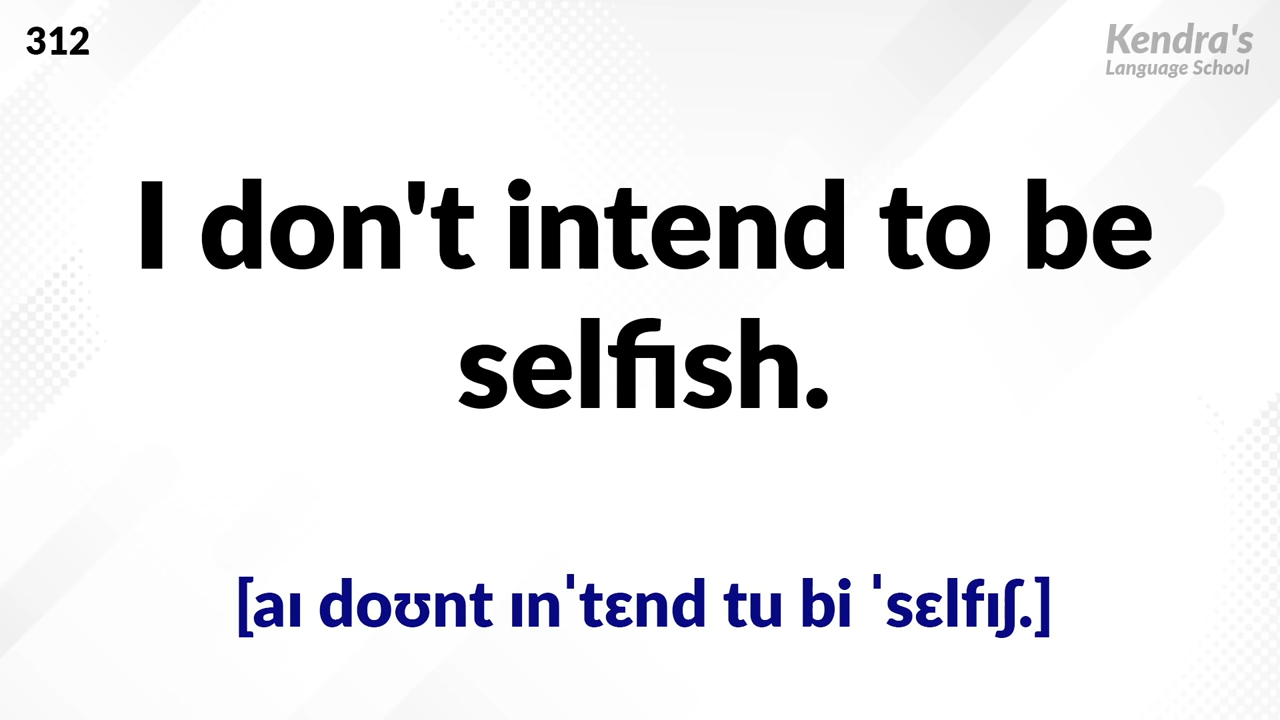 312
Kendra's
Language School
I don't intend to be
selfish.
[aɪ doʊnt ɪnˈtɛnd tu bi ˈsɛlfɪʃ.]